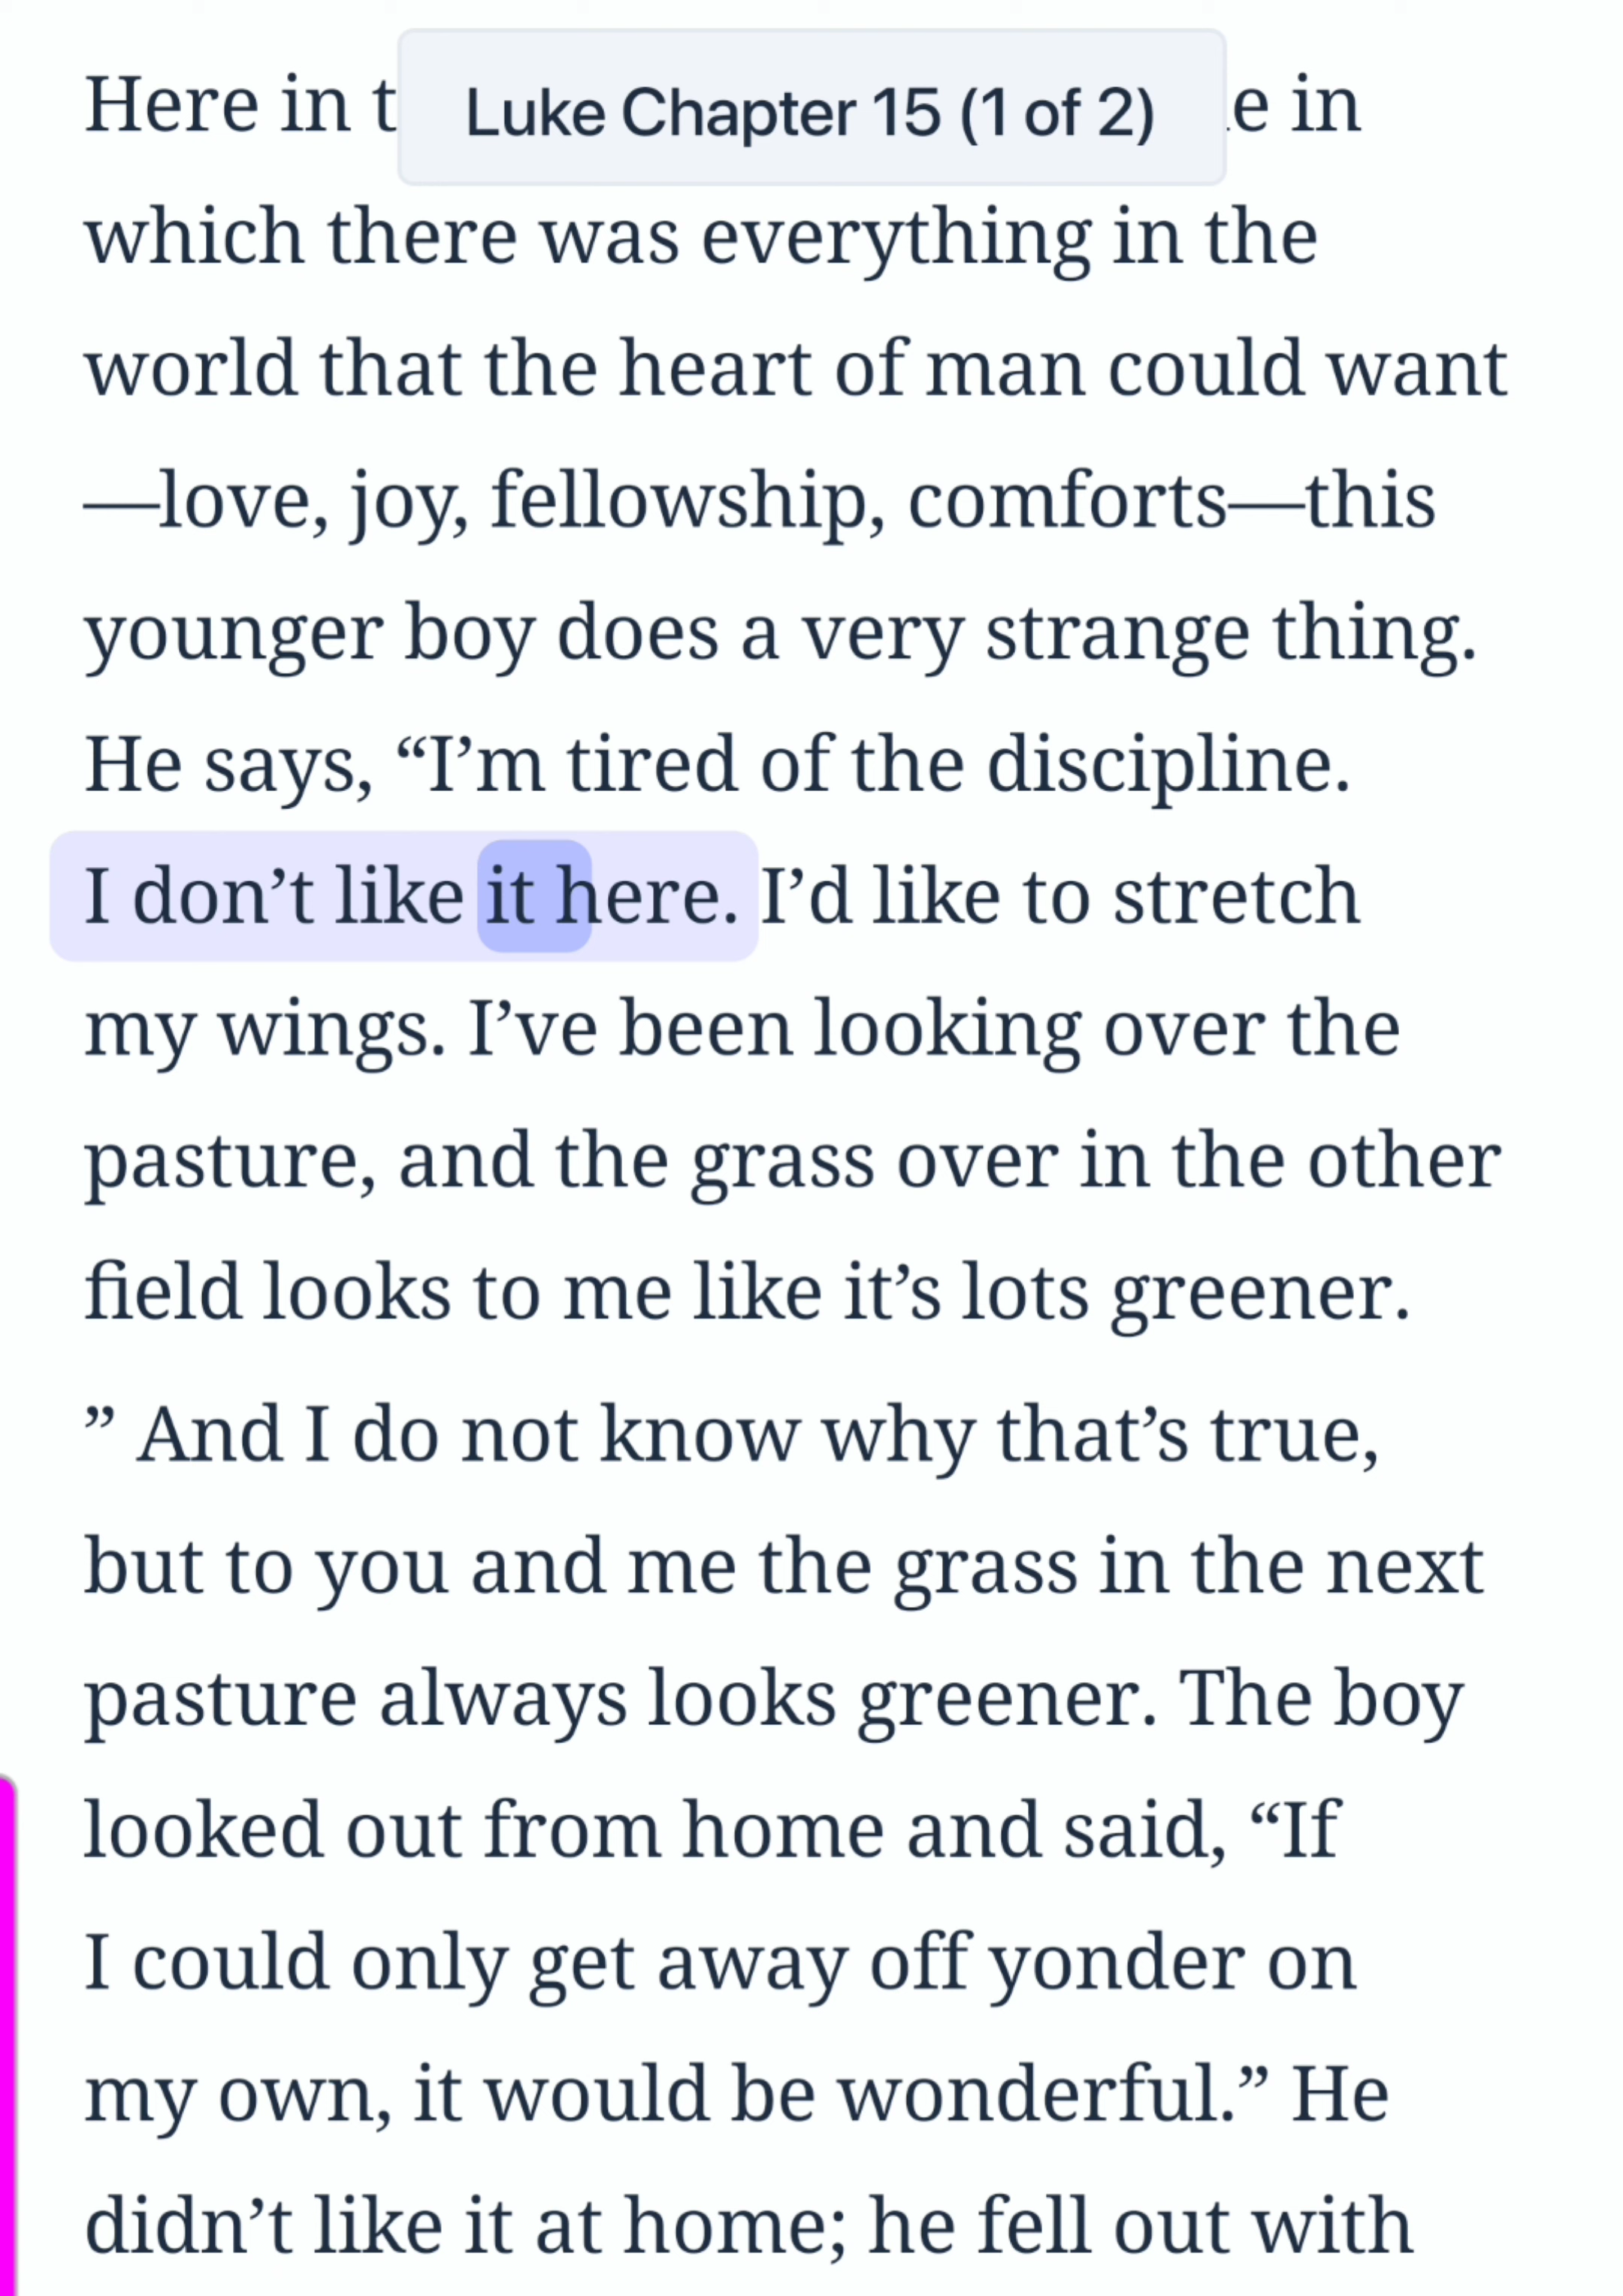 Luke Chapter 15 (1 of 2)
Here in in
which there was everything in the
world that the heart of man could want
—love, joy, fellowship, comforts—this
younger boy does a very strange thing.
He says, “I’m tired of the discipline.
I don’t like it here. I’d like to stretch
my wings. I’ve been looking over the
pasture, and the grass over in the other
field looks to me like it’s lots greener.
” And I do not know why that’s true,
but to you and me the grass in the next
pasture always looks greener. The boy
looked out from home and said, “If
I could only get away off yonder on
my own, it would be wonderful.” He
didn’t like it at home; he fell out with